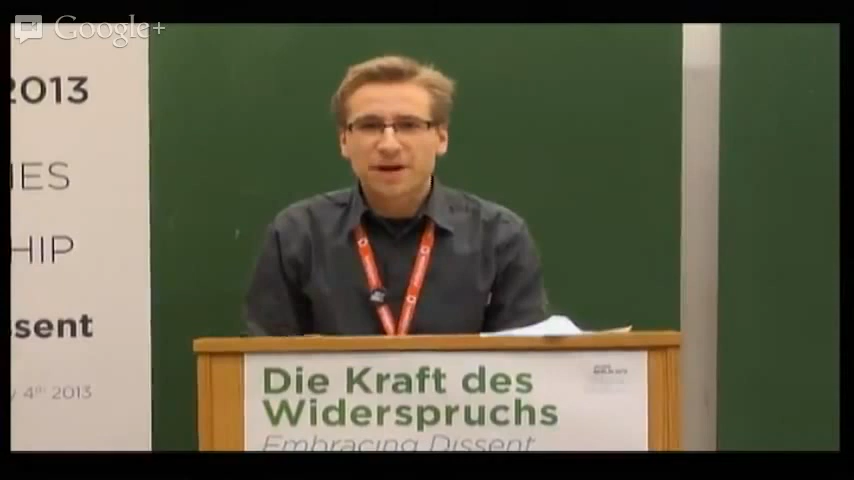 Google+
2013
IES
HIP
ssent
y 4th 2013
Die Kraft des
Widerspruchs
Embracing Dissent